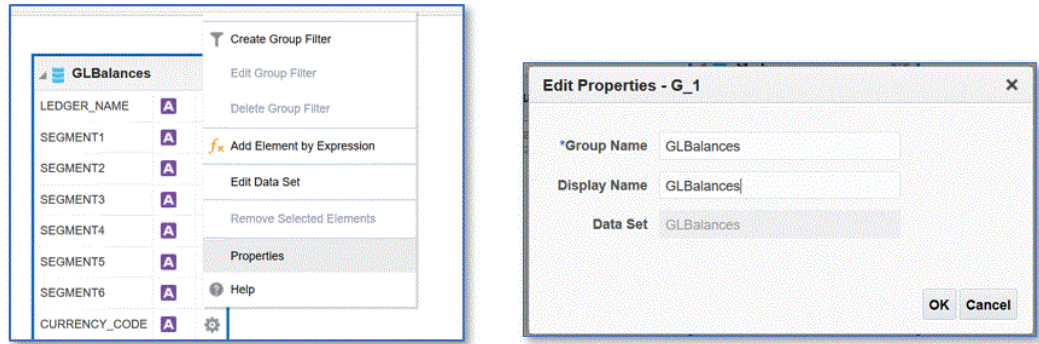 GLBalances
LEDGER_NAME A
SEGMENT1 A
SEGMENT2 A
SEGMENT3 A
SEGMENT4 A
SEGMENT5 A
SEGMENT6 A
CURRENCY_CODE A
Create Group Filter
Edit Group Filter
Delete Group Filter
fx Add Element by Expression
Edit Data Set
Remove Selected Elements
Properties
? Help
Edit Properties - G_1
*Group Name GLBalances
Display Name GLBalances
Data Set GLBalances
OK Cancel